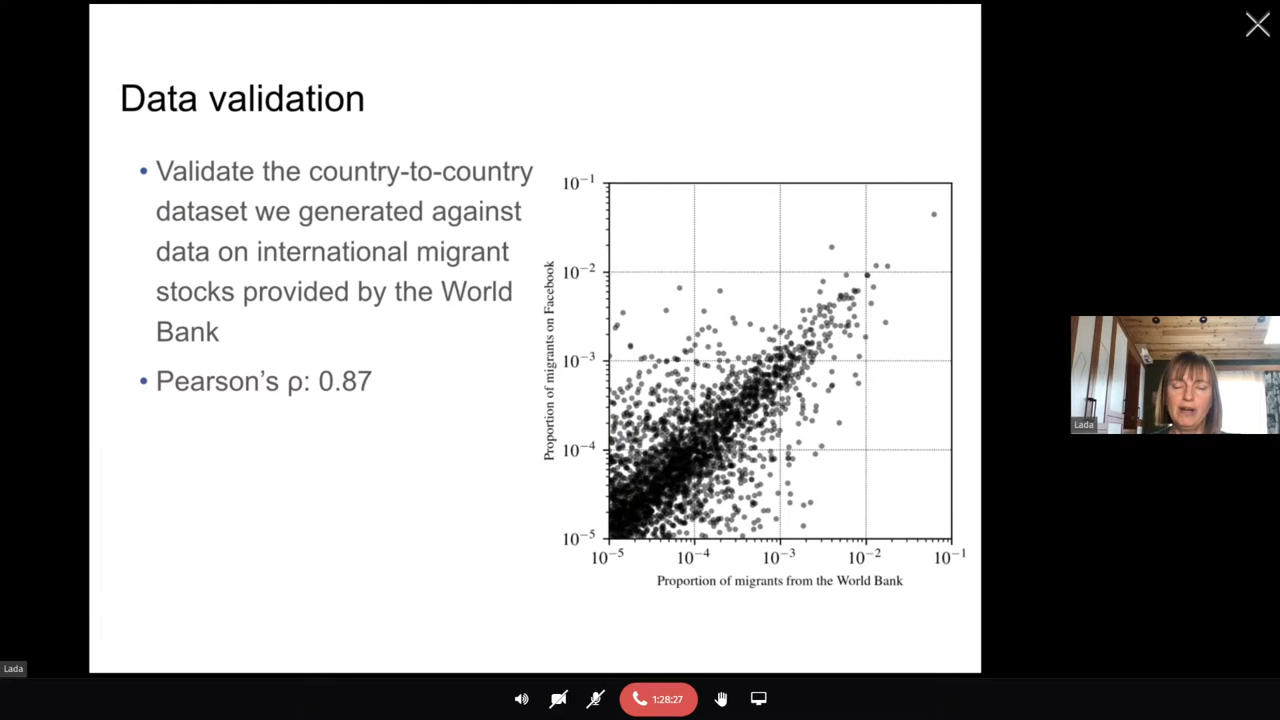 Data validation
• Validate the country-to-country
dataset we generated against
data on international migrant
stocks provided by the World
Bank
• Pearson’s ρ: 0.87
Proportion of migrants on Facebook
10⁻¹
10⁻²
10⁻³
10⁻⁴
10⁻⁵
10⁻⁵ 10⁻⁴ 10⁻³ 10⁻² 10⁻¹
Proportion of migrants from the World Bank
Lada
Lada
1:28:27